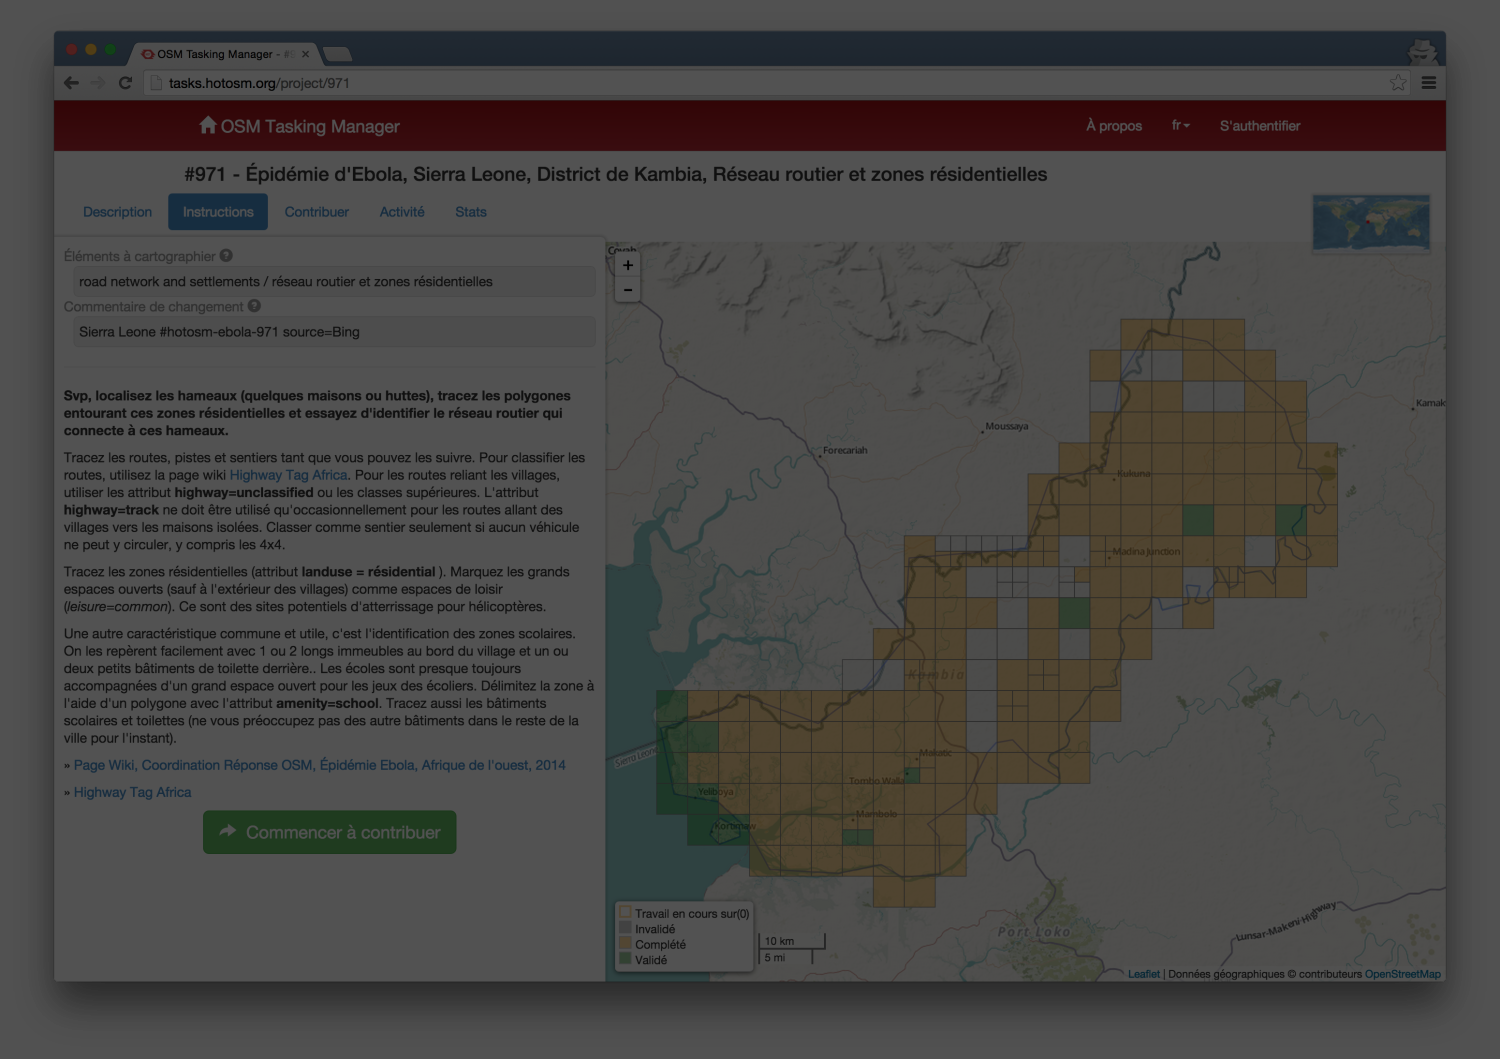 OSM Tasking Manager - #9
tasks.hotosm.org/project/971
OSM Tasking Manager
À propos
fr
S'authentifier
#971 - Épidémie d'Ebola, Sierra Leone, District de Kambia, Réseau routier et zones résidentielles
Description
Instructions
Contribuer
Activité
Stats
Éléments à cartographier
road network and settlements / réseau routier et zones résidentielles
Commentaire de changement
Sierra Leone #hotosm-ebola-971 source=Bing
Svp, localisez les hameaux (quelques maisons ou huttes), tracez les polygones
entourant ces zones résidentielles et essayez d'identifier le réseau routier qui
connecte à ces hameaux.
Tracez les routes, pistes et sentiers tant que vous pouvez les suivre. Pour classifier les
routes, utilisez la page wiki Highway Tag Africa. Pour les routes reliant les villages,
utiliser les attribut highway=unclassified ou les classes supérieures. L'attribut
highway=track ne doit être utilisé qu'occasionnellement pour les routes allant des
villages vers les maisons isolées. Classer comme sentier seulement si aucun véhicule
ne peut y circuler, y compris les 4x4.
Tracez les zones résidentielles (attribut landuse = résidential ). Marquez les grands
espaces ouverts (sauf à l'extérieur des villages) comme espaces de loisir
(leisure=common). Ce sont des sites potentiels d'atterrissage pour hélicoptères.
Une autre caractéristique commune et utile, c'est l'identification des zones scolaires.
On les repèrent facilement avec 1 ou 2 longs immeubles au bord du village et un ou
deux petits bâtiments de toilette derrière.. Les écoles sont presque toujours
accompagnées d'un grand espace ouvert pour les jeux des écoliers. Délimitez la zone à
l'aide d'un polygone avec l'attribut amenity=school. Tracez aussi les bâtiments
scolaires et toilettes (ne vous préoccupez pas des autre bâtiments dans le reste de la
ville pour l'instant).
» Page Wiki, Coordination Réponse OSM, Épidémie Ebola, Afrique de l'ouest, 2014
» Highway Tag Africa
Commencer à contribuer
+
-
Kamak
Moussaya
Forecariah
Kukuna
Madina Junction
Kambia
Sierra Leone
Makatic
Tombo Walla
Yeliboya
Mambolo
Kortimaw
Port Loko
Lunsar-Makeni Highway
Travail en cours sur(0)
Invalidé
Complété
Validé
10 km
5 mi
Leaflet | Données géographiques © contributeurs OpenStreetMap